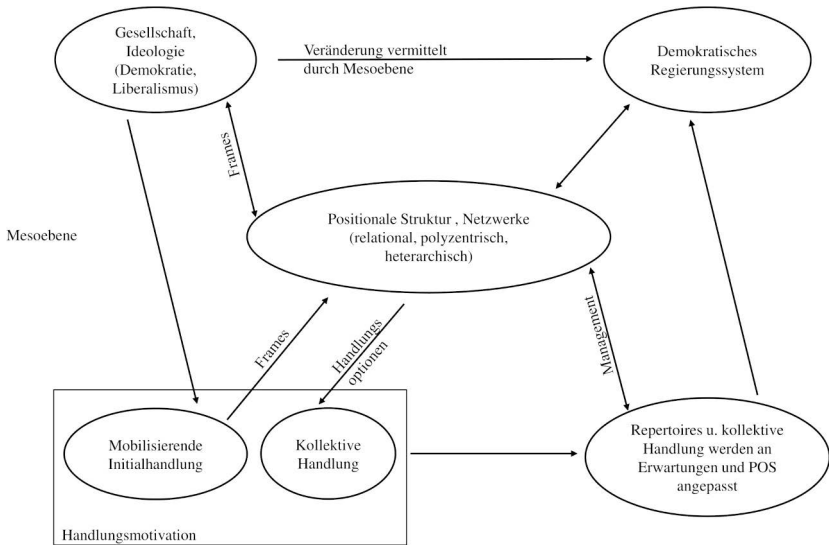 Gesellschaft,
Ideologie
(Demokratie,
Liberalismus)
Veränderung vermittelt
durch Mesoebene
Demokratisches
Regierungssystem
Frames
Mesoebene
Positionale Struktur , Netzwerke
(relational, polyzentrisch,
heterarchisch)
Frames
Handlungs
optionen
Management
Mobilisierende
Initialhandlung
Kollektive
Handlung
Repertoires u. kollektive
Handlung werden an
Erwartungen und POS
angepasst
Handlungsmotivation